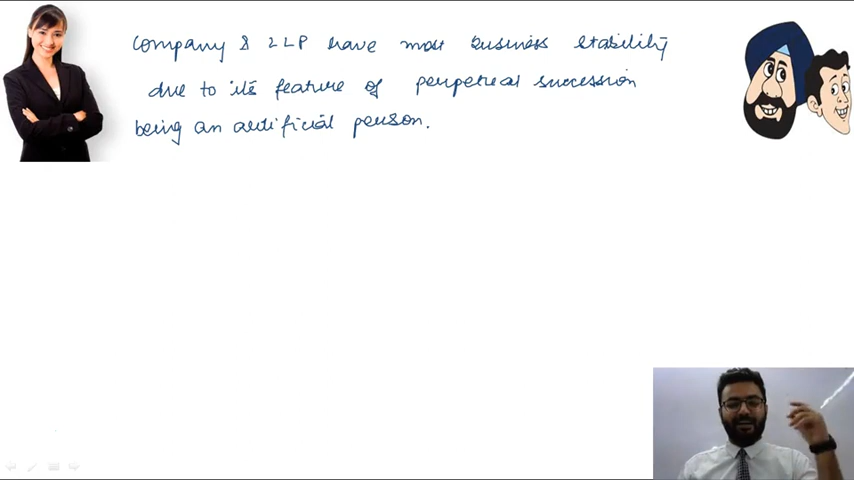 Company & LLP have most business stability
due to its feature of perpetual succession
being an artificial person.